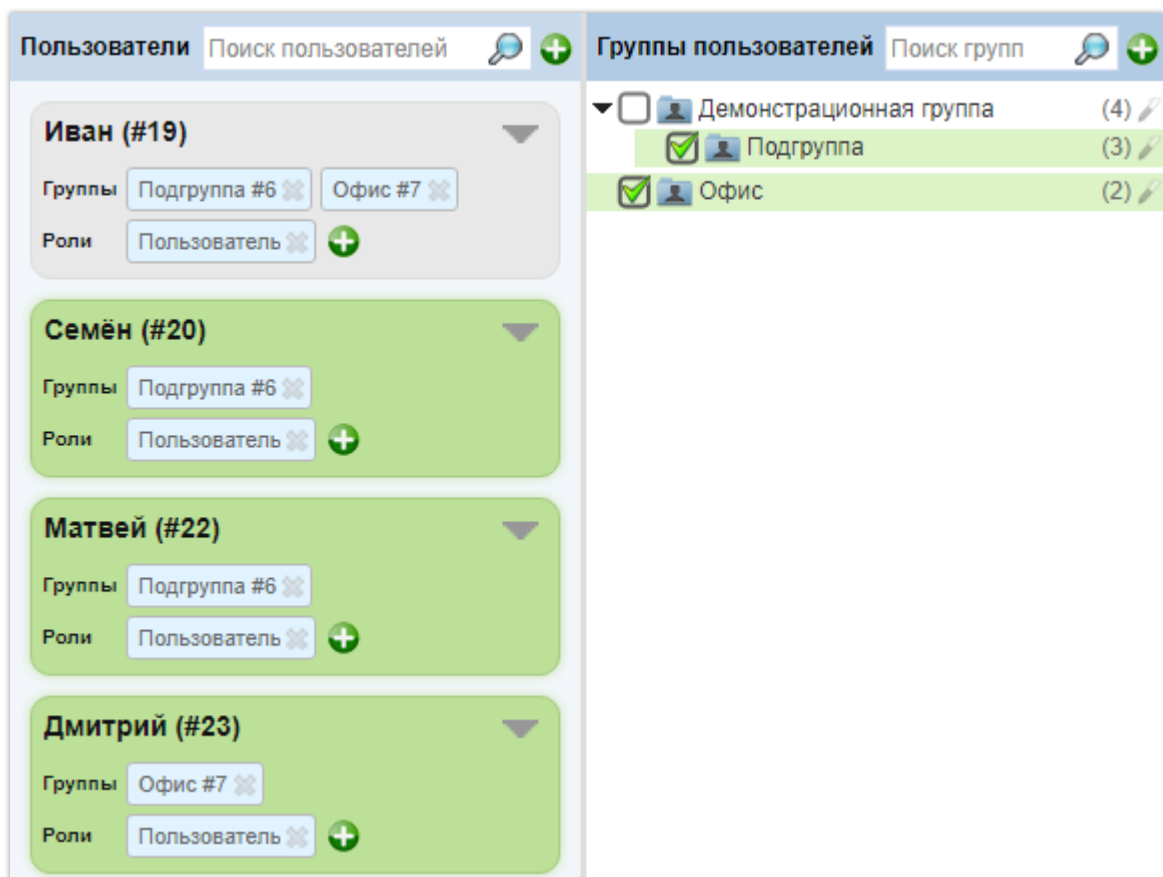 Пользователи Поиск пользователей
Иван (#19)
Группы Подгруппа #6 Офис #7
Роли Пользователь
Семён (#20)
Группы Подгруппа #6
Роли Пользователь
Матвей (#22)
Группы Подгруппа #6
Роли Пользователь
Дмитрий (#23)
Группы Офис #7
Роли Пользователь
Группы пользователей Поиск групп
Демонстрационная группа (4)
Подгруппа (3)
Офис (2)